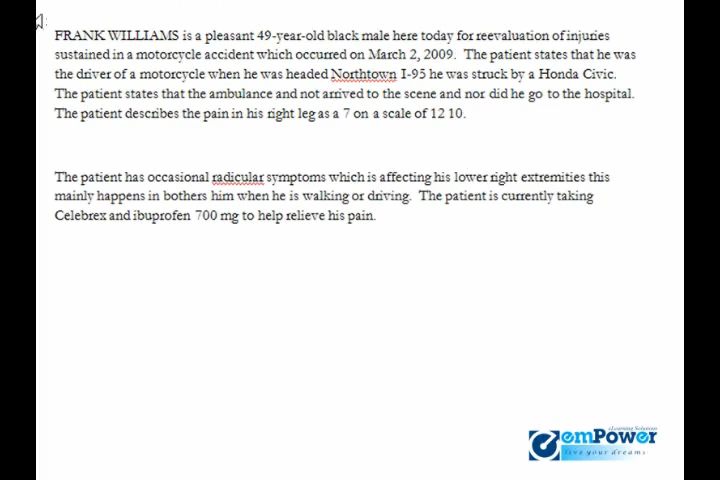 FRANK WILLIAMS is a pleasant 49-year-old black male here today for reevaluation of injuries
sustained in a motorcycle accident which occurred on March 2, 2009. The patient states that he was
the driver of a motorcycle when he was headed Northtown I-95 he was struck by a Honda Civic.
The patient states that the ambulance and not arrived to the scene and nor did he go to the hospital.
The patient describes the pain in his right leg as a 7 on a scale of 12 10.
The patient has occasional radicular symptoms which is affecting his lower right extremities this
mainly happens in bothers him when he is walking or driving. The patient is currently taking
Celebrex and ibuprofen 700 mg to help relieve his pain.
eLearning Solutions
emPower
live your dreams